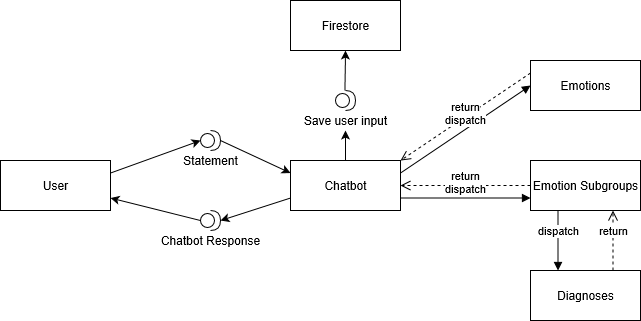 Firestore
Emotions
return
dispatch
Save user input
Statement
User
Chatbot
return
dispatch
Emotion Subgroups
Chatbot Response
dispatch
return
Diagnoses